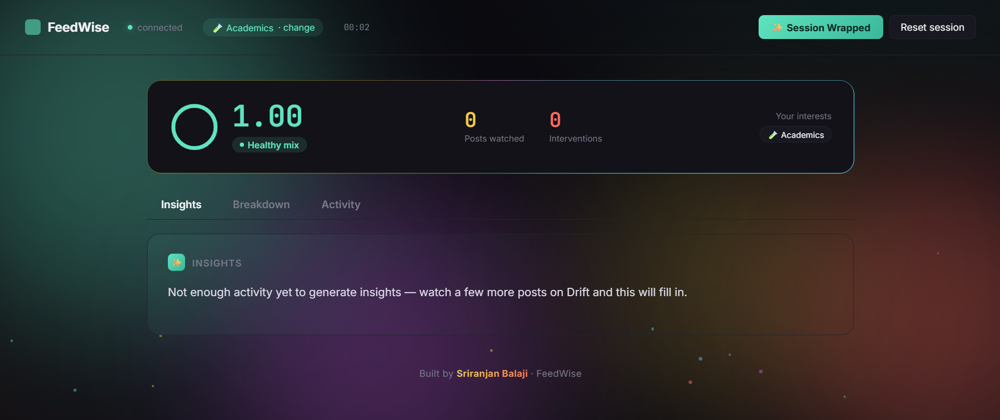 FeedWise
connected
Academics · change
00:02
Session Wrapped
Reset session
1.00
Healthy mix
0
Posts watched
0
Interventions
Your interests
Academics
Insights
Breakdown
Activity
INSIGHTS
Not enough activity yet to generate insights — watch a few more posts on Drift and this will fill in.
Built by Sriranjan Balaji · FeedWise